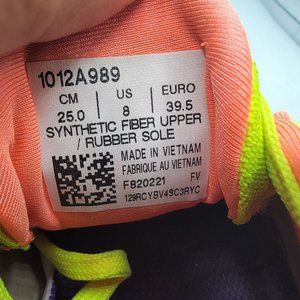 1012A989
CM US EURO
25.0 8 39.5
SYNTHETIC FIBER UPPER
/ RUBBER SOLE
MADE IN VIETNAM
FABRIQUE AU VIETNAM
F820221 FV
129RCYBV4SC3RYC